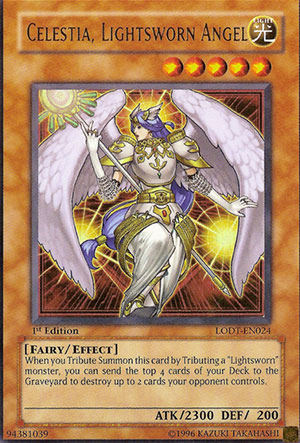 CELESTIA, LIGHTSWORN ANGEL
LIGHT
光
1st Edition
LODT-EN024
[FAIRY/EFFECT]
When you Tribute Summon this card by Tributing a "Lightsworn"
monster, you can send the top 4 cards of your Deck to the
Graveyard to destroy up to 2 cards your opponent controls.
ATK/2300 DEF/ 200
94381039
©1996 KAZUKI TAKAHASHI